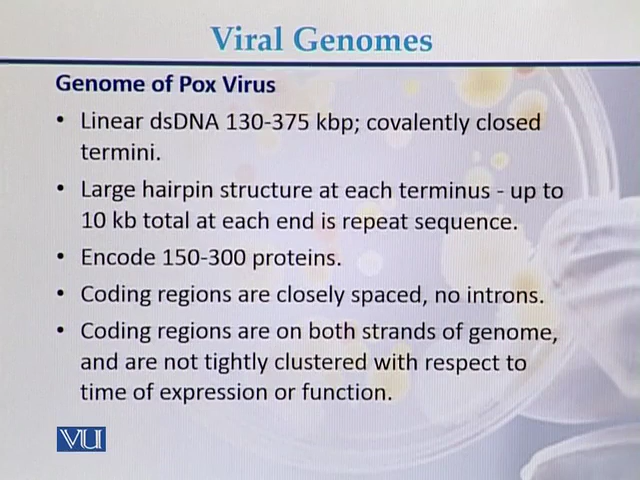 Viral Genomes
Genome of Pox Virus
• Linear dsDNA 130-375 kbp; covalently closed
termini.
• Large hairpin structure at each terminus - up to
10 kb total at each end is repeat sequence.
• Encode 150-300 proteins.
• Coding regions are closely spaced, no introns.
• Coding regions are on both strands of genome,
and are not tightly clustered with respect to
time of expression or function.
VU